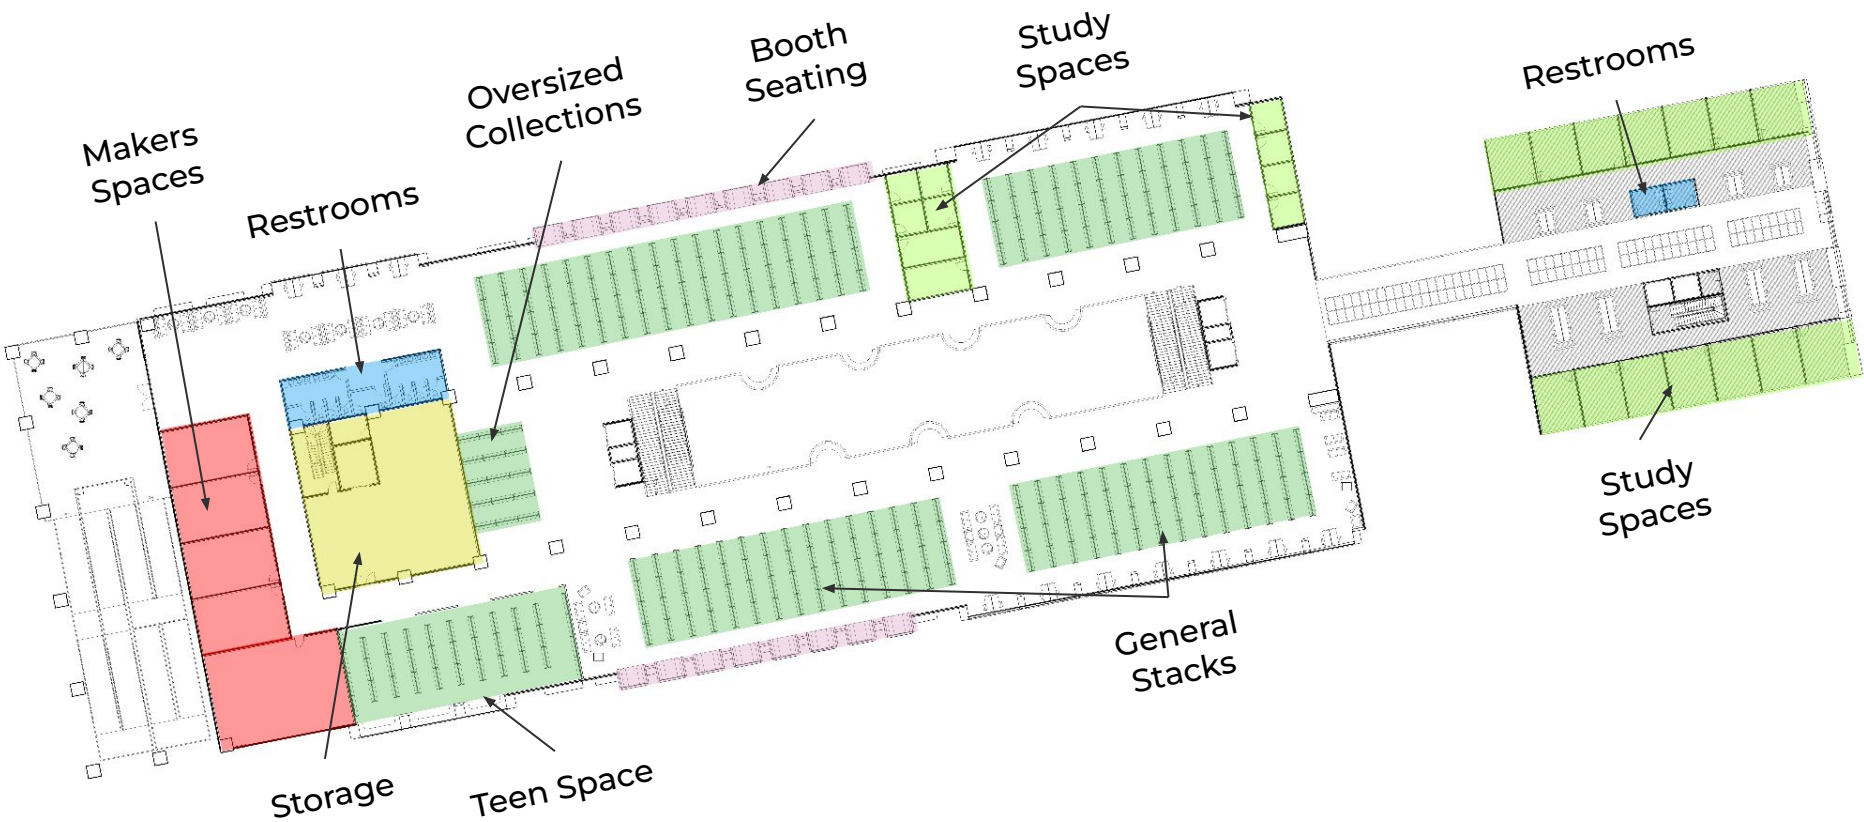 Makers
Spaces
Restrooms
Oversized
Collections
Booth
Seating
Study
Spaces
Restrooms
Study
Spaces
General
Stacks
Teen Space
Storage